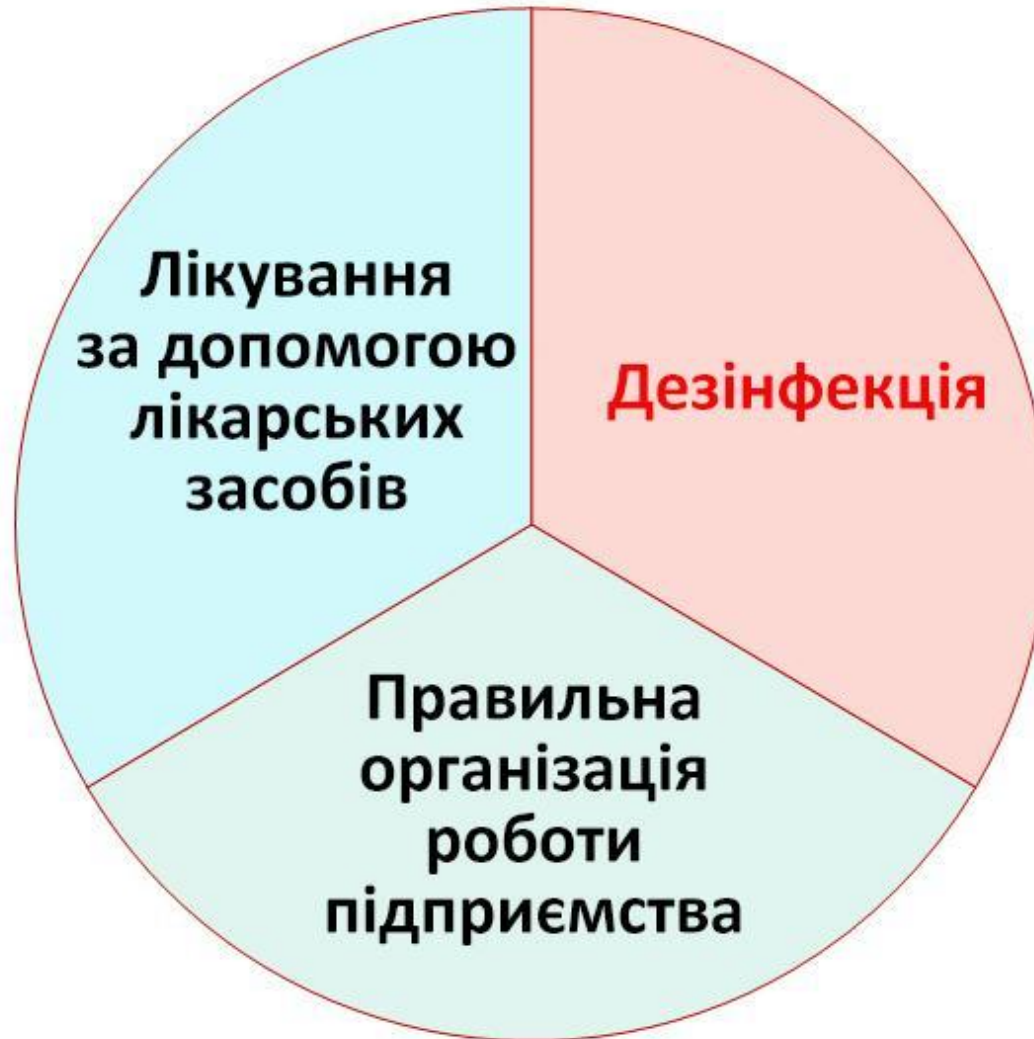 Лікування
за допомогою
лікарських
засобів
Дезінфекція
Правильна
організація
роботи
підприємства